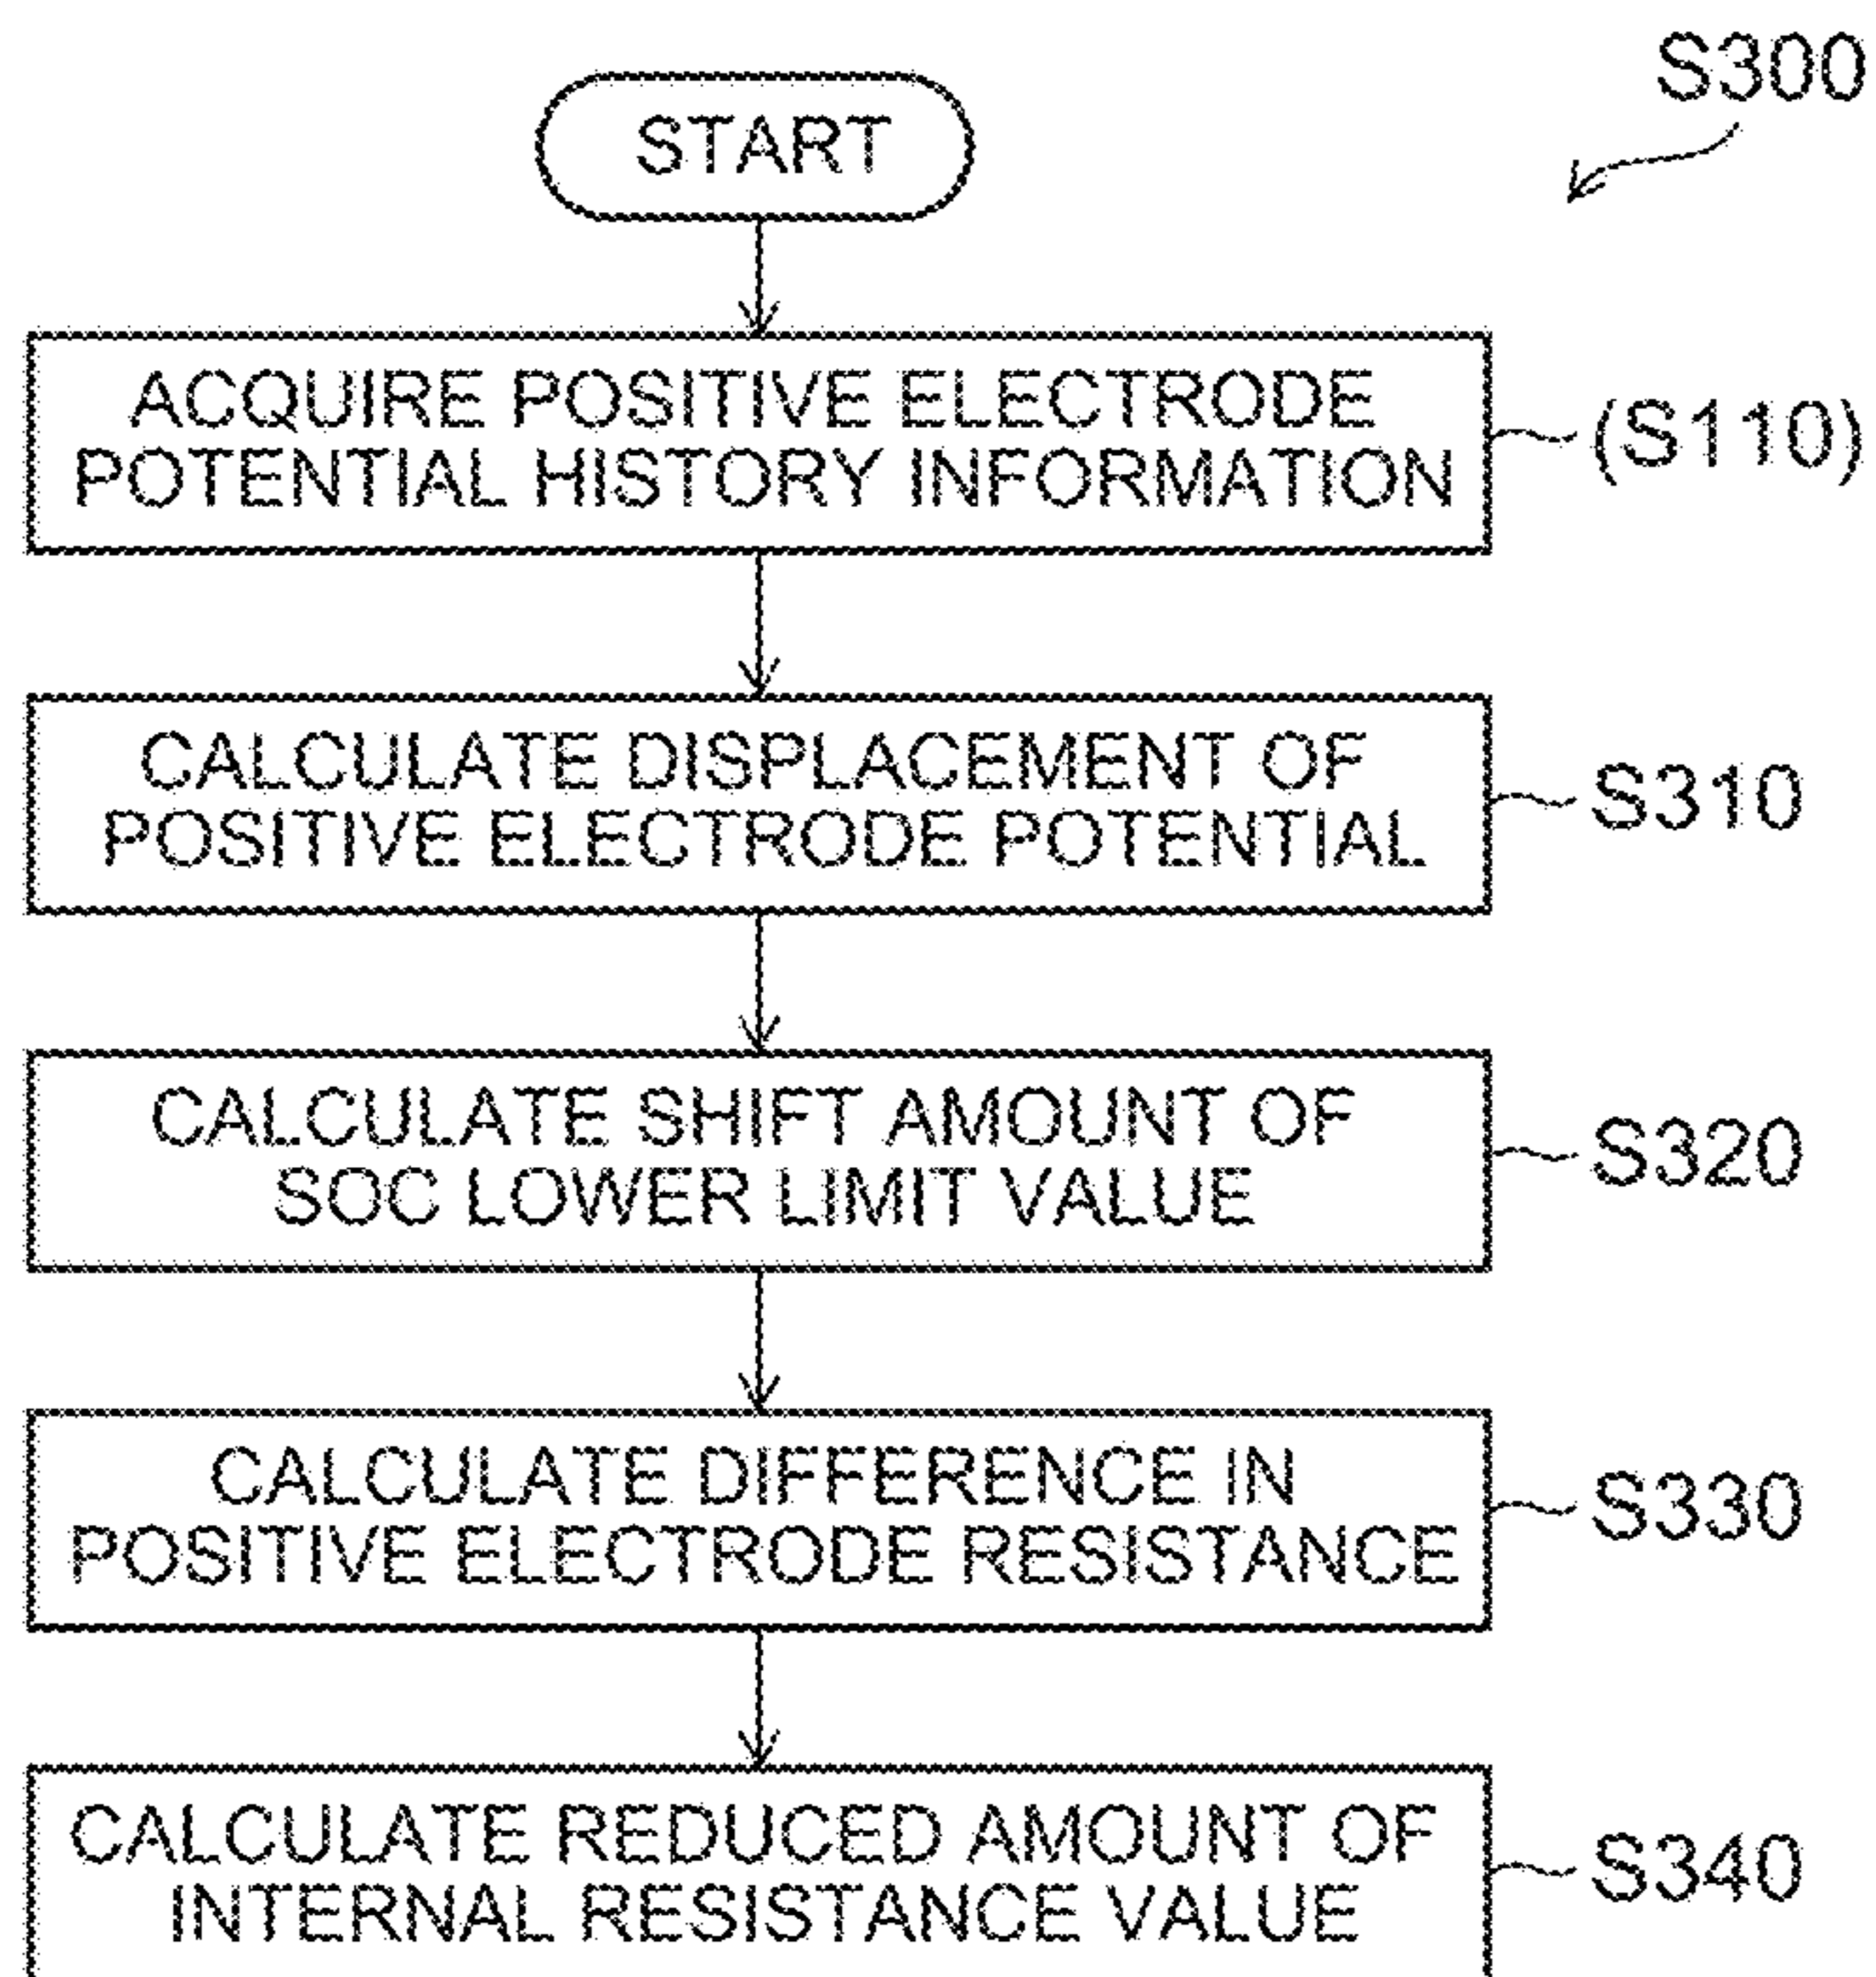 S300
START
ACQUIRE POSITIVE ELECTRODE
POTENTIAL HISTORY INFORMATION
(S110)
CALCULATE DISPLACEMENT OF
POSITIVE ELECTRODE POTENTIAL
S310
CALCULATE SHIFT AMOUNT OF
SOC LOWER LIMIT VALUE
S320
CALCULATE DIFFERENCE IN
POSITIVE ELECTRODE RESISTANCE
S330
CALCULATE REDUCED AMOUNT OF
INTERNAL RESISTANCE VALUE
S340